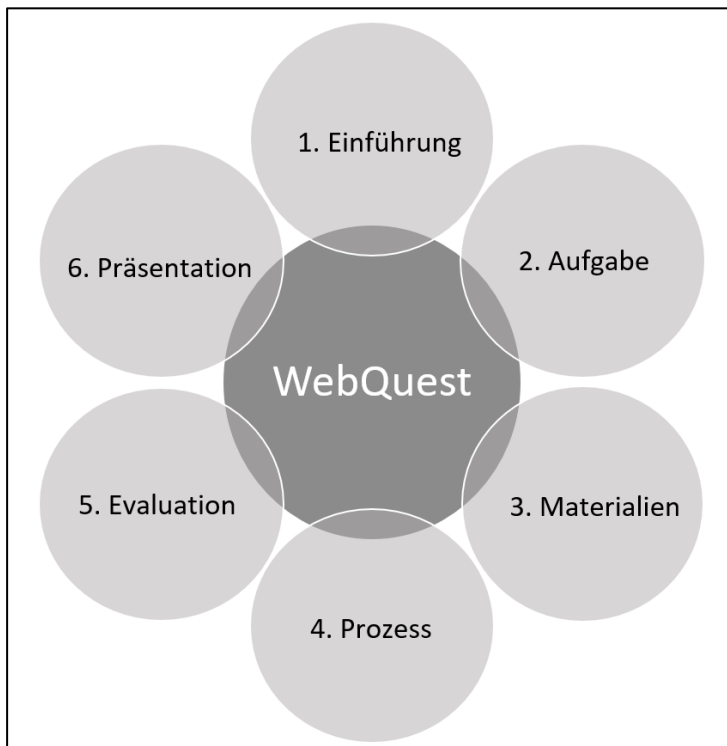 1. Einführung
2. Aufgabe
3. Materialien
4. Prozess
5. Evaluation
6. Präsentation
WebQuest